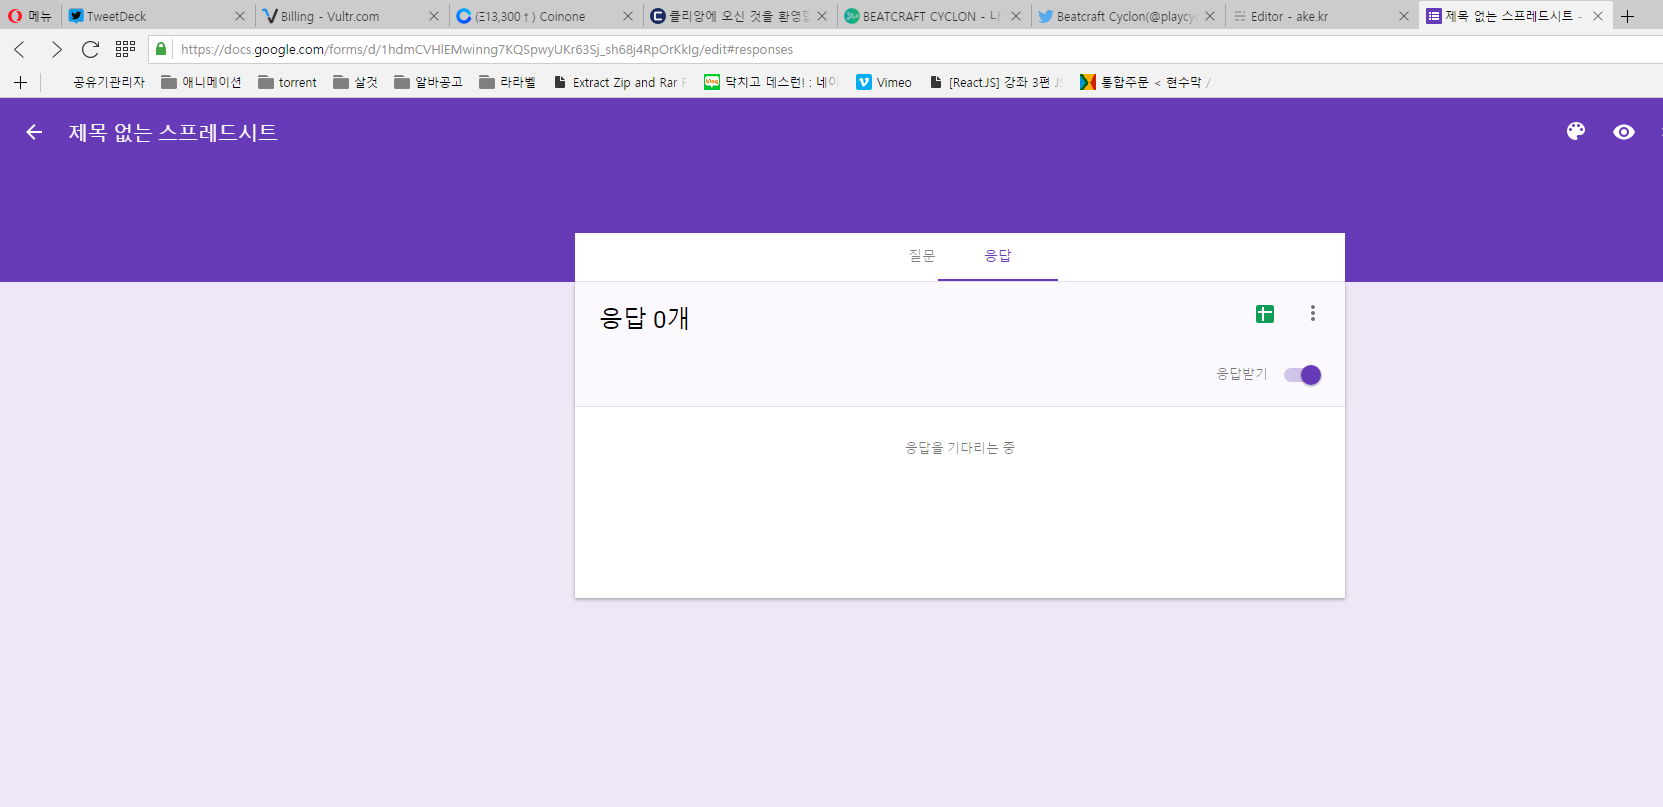 메뉴 TweetDeck Billing - Vultr.com (Ξ13,300↑) Coinone 클리앙에 오신 것을 환영합 BEATCRAFT CYCLON - 나 Beatcraft Cyclon(@playcyc Editor - ake.kr 제목 없는 스프레드시트 -
https://docs.google.com/forms/d/1hdmCVHlEMwinng7KQSpwyUKr63Sj_sh68j4RpOrKkIg/edit#responses
공유기관리자 애니메이션 torrent 살것 알바공고 라라벨 Extract Zip and Rar F 닥치고 데스런! : 네이 Vimeo [ReactJS] 강좌 3편 JS 통합주문 < 현수막 /
제목 없는 스프레드시트
질문 응답
응답 0개
응답받기
응답을 기다리는 중